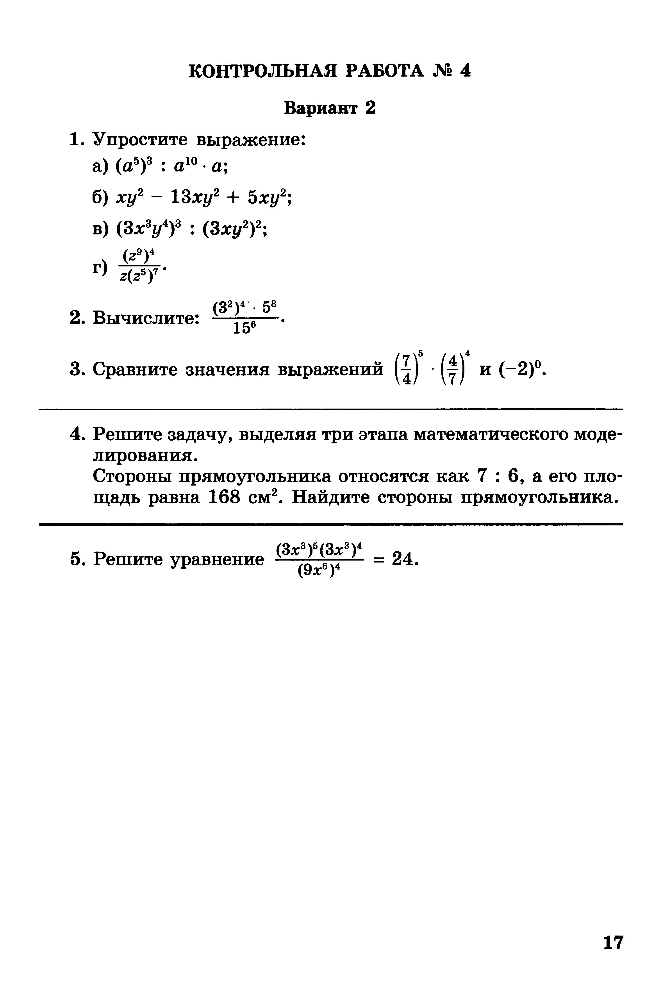 КОНТРОЛЬНАЯ РАБОТА № 4
Вариант 2
1. Упростите выражение:
а) (a⁵)³ : a¹⁰ · a;
б) xy² − 13xy² + 5xy²;
в) (3x³y⁴)³ : (3xy²)²;
г) (z⁹)⁴ / z(z⁵)⁷.
2. Вычислите: (3²)⁴ · 5⁸ / 15⁶.
3. Сравните значения выражений (7/4)⁵ · (4/7)⁴ и (−2)⁰.
4. Решите задачу, выделяя три этапа математического моде-
лирования.
Стороны прямоугольника относятся как 7 : 6, а его пло-
щадь равна 168 см². Найдите стороны прямоугольника.
5. Решите уравнение (3x³)⁵(3x³)⁴ / (9x⁶)⁴ = 24.
17